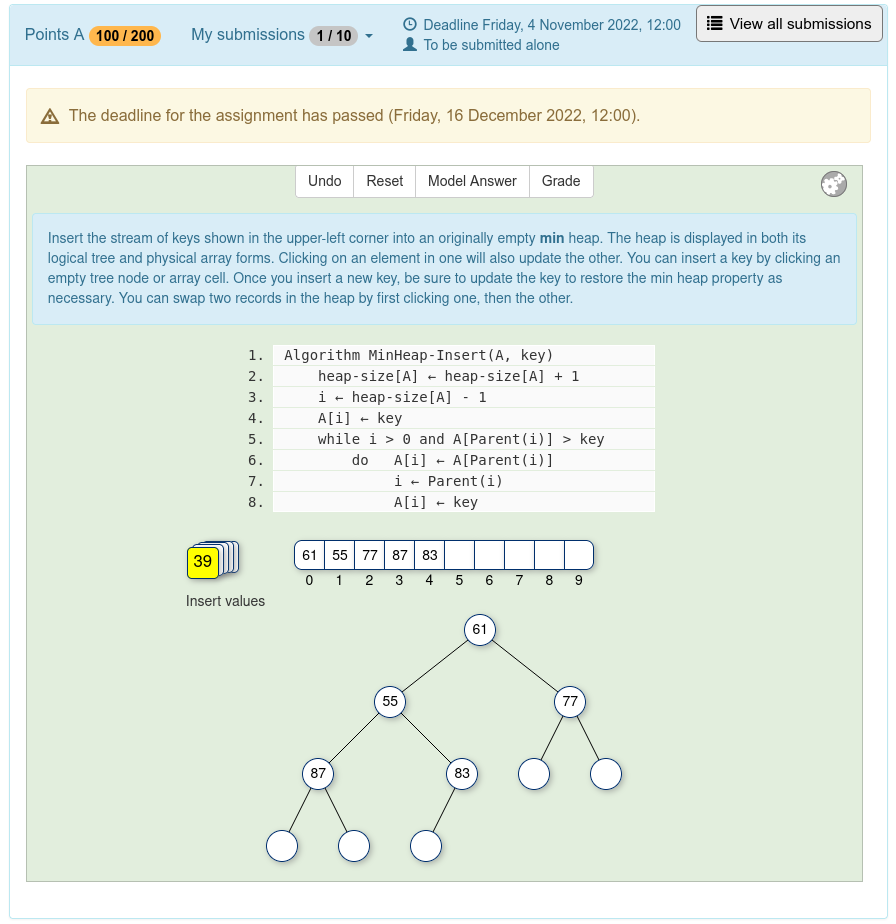 Points A 100 / 200 My submissions 1 / 10 Deadline Friday, 4 November 2022, 12:00 View all submissions
To be submitted alone
The deadline for the assignment has passed (Friday, 16 December 2022, 12:00).
Undo Reset Model Answer Grade
Insert the stream of keys shown in the upper-left corner into an originally empty min heap. The heap is displayed in both its
logical tree and physical array forms. Clicking on an element in one will also update the other. You can insert a key by clicking an
empty tree node or array cell. Once you insert a new key, be sure to update the key to restore the min heap property as
necessary. You can swap two records in the heap by first clicking one, then the other.
1. Algorithm MinHeap-Insert(A, key)
2. heap-size[A] ← heap-size[A] + 1
3. i ← heap-size[A] - 1
4. A[i] ← key
5. while i > 0 and A[Parent(i)] > key
6. do A[i] ← A[Parent(i)]
7. i ← Parent(i)
8. A[i] ← key
39 61 55 77 87 83
0 1 2 3 4 5 6 7 8 9
Insert values
61
55 77
87 83